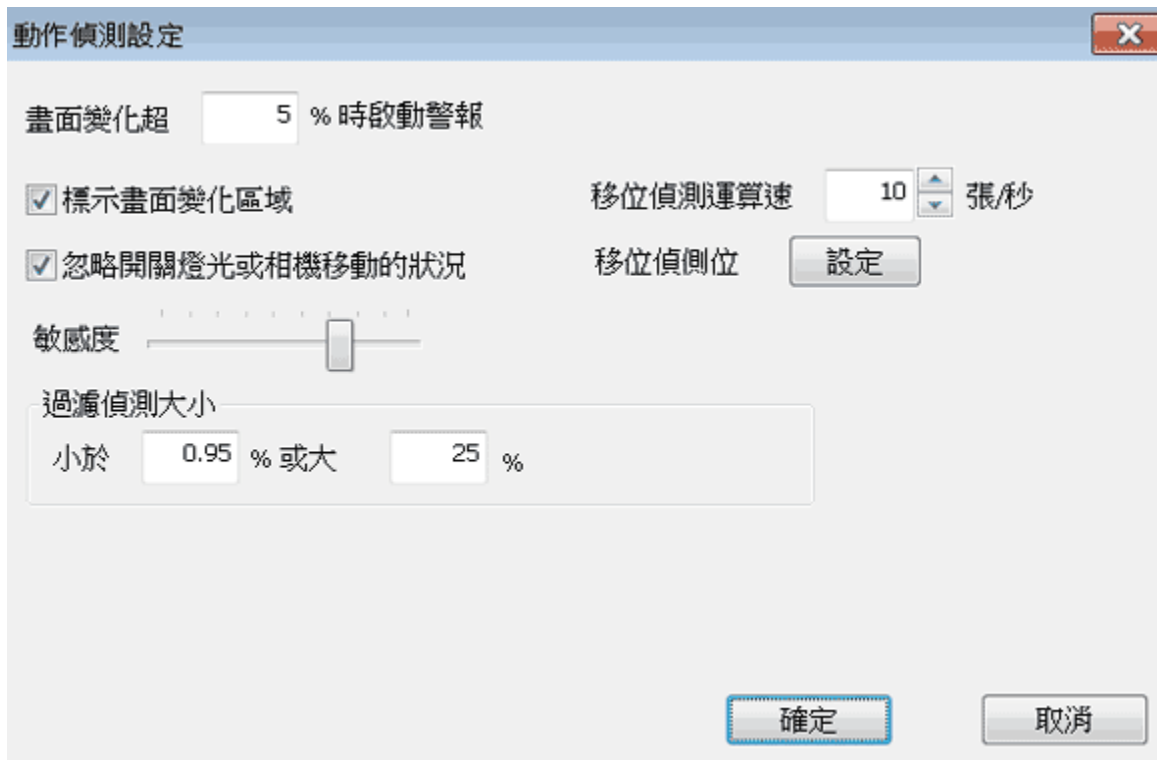 動作偵測設定
畫面變化超 5 % 時啟動警報
標示畫面變化區域 移位偵測運算速 10 張/秒
忽略開關燈光或相機移動的狀況 移位偵側位 設定
敏感度
過濾偵測大小
小於 0.95 % 或大 25 %
確定 取消